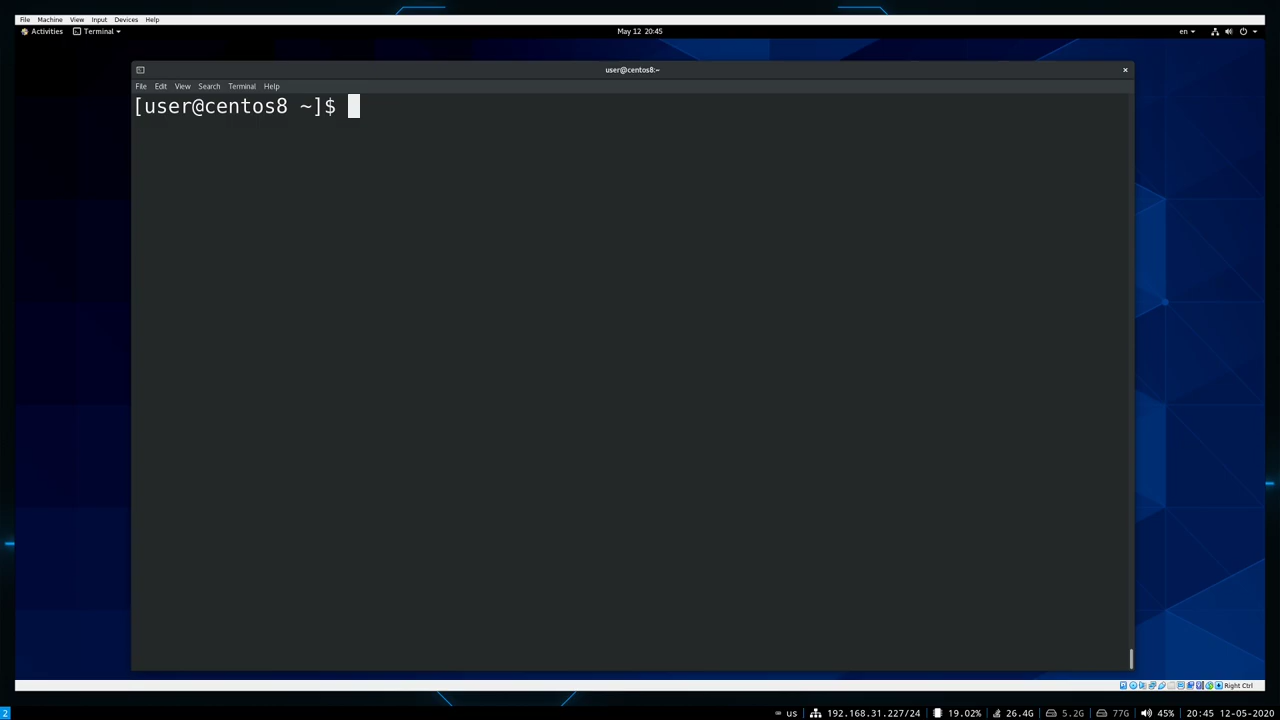 File Machine View Input Devices Help
Activities Terminal May 12 20:45 en
user@centos8:~
File Edit View Search Terminal Help
[user@centos8 ~]$
Right Ctrl
2 us 192.168.31.227/24 19.02% 26.4G 5.2G 77G 45% 20:45 12-05-2020